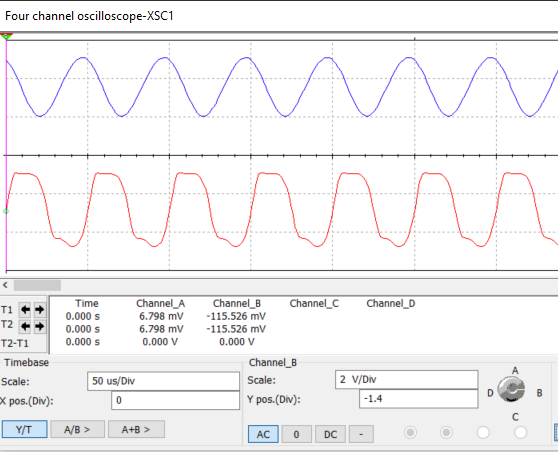 Four channel oscilloscope-XSC1
Time Channel_A Channel_B Channel_C Channel_D
T1 0.000 s 6.798 mV -115.526 mV
T2 0.000 s 6.798 mV -115.526 mV
T2-T1 0.000 s 0.000 V 0.000 V
Timebase
Scale: 50 us/Div
X pos.(Div): 0
Y/T A/B > A+B >
Channel_B
Scale: 2 V/Div
Y pos.(Div): -1.4
AC 0 DC -
A
D B
C